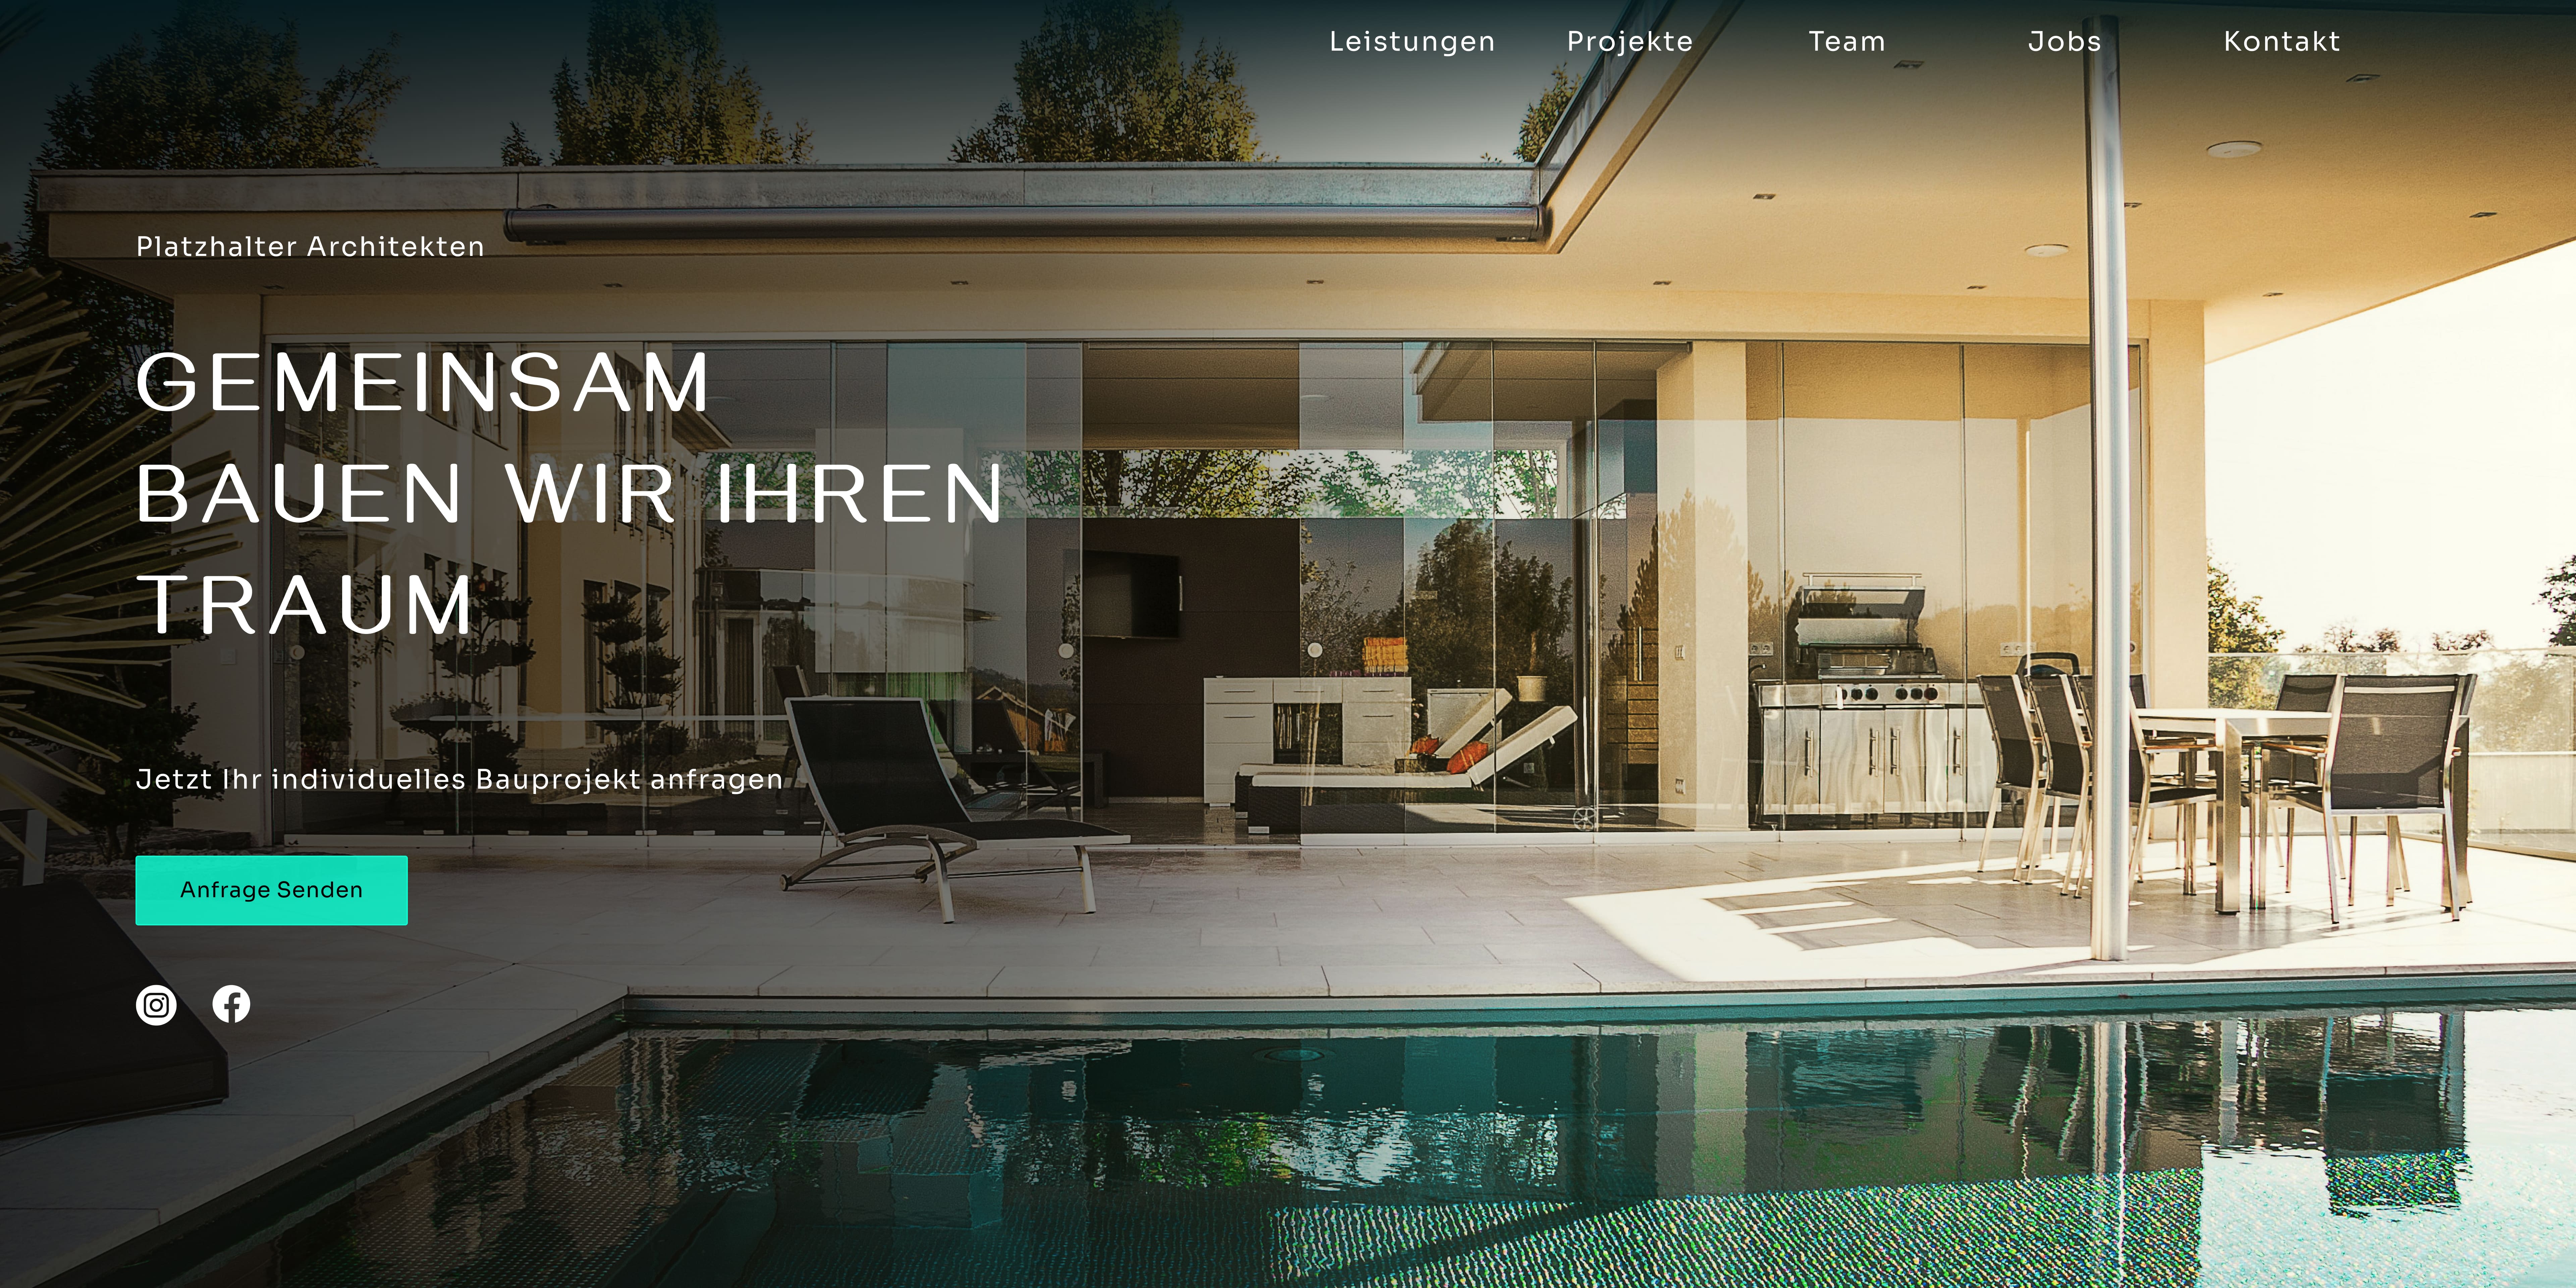 Leistungen Projekte Team Jobs Kontakt
Platzhalter Architekten
GEMEINSAM
BAUEN WIR IHREN
TRAUM
Jetzt Ihr individuelles Bauprojekt anfragen
Anfrage Senden